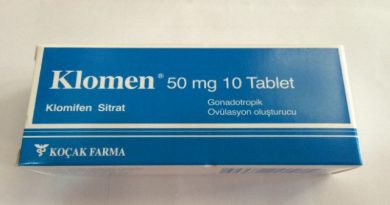 Klomen® 50 mg 10 Tablet
Klomifen Sitrat
Gonadotropik
Ovülasyon oluşturucu
KOÇAK FARMA